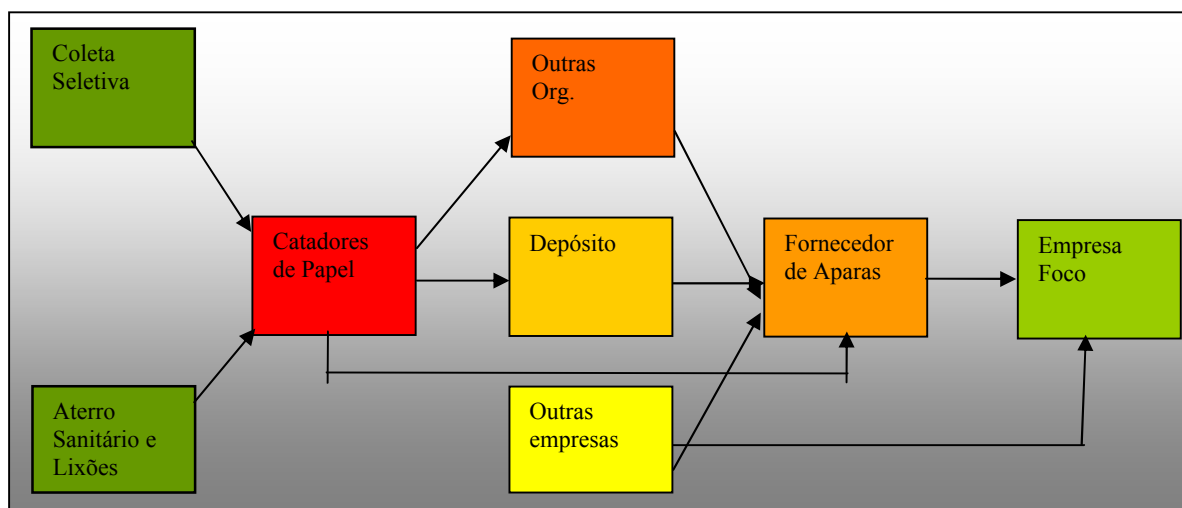 Coleta
Seletiva
Outras
Org.
Catadores
de Papel
Depósito
Fornecedor
de Aparas
Empresa
Foco
Aterro
Sanitário e
Lixões
Outras
empresas